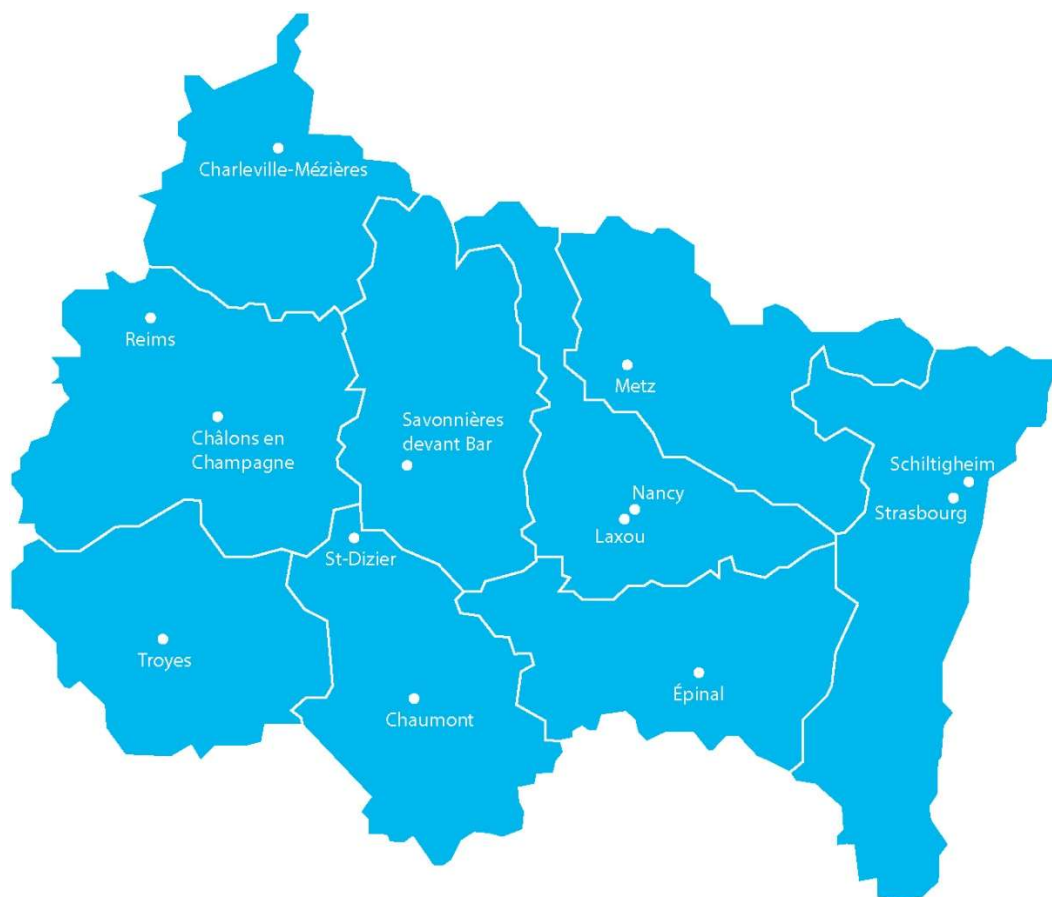 Charleville-Mézières
Reims
Metz
Savonnières
devant Bar
Châlons en
Champagne
Schiltigheim
Nancy
Strasbourg
Laxou
St-Dizier
Troyes
Épinal
Chaumont